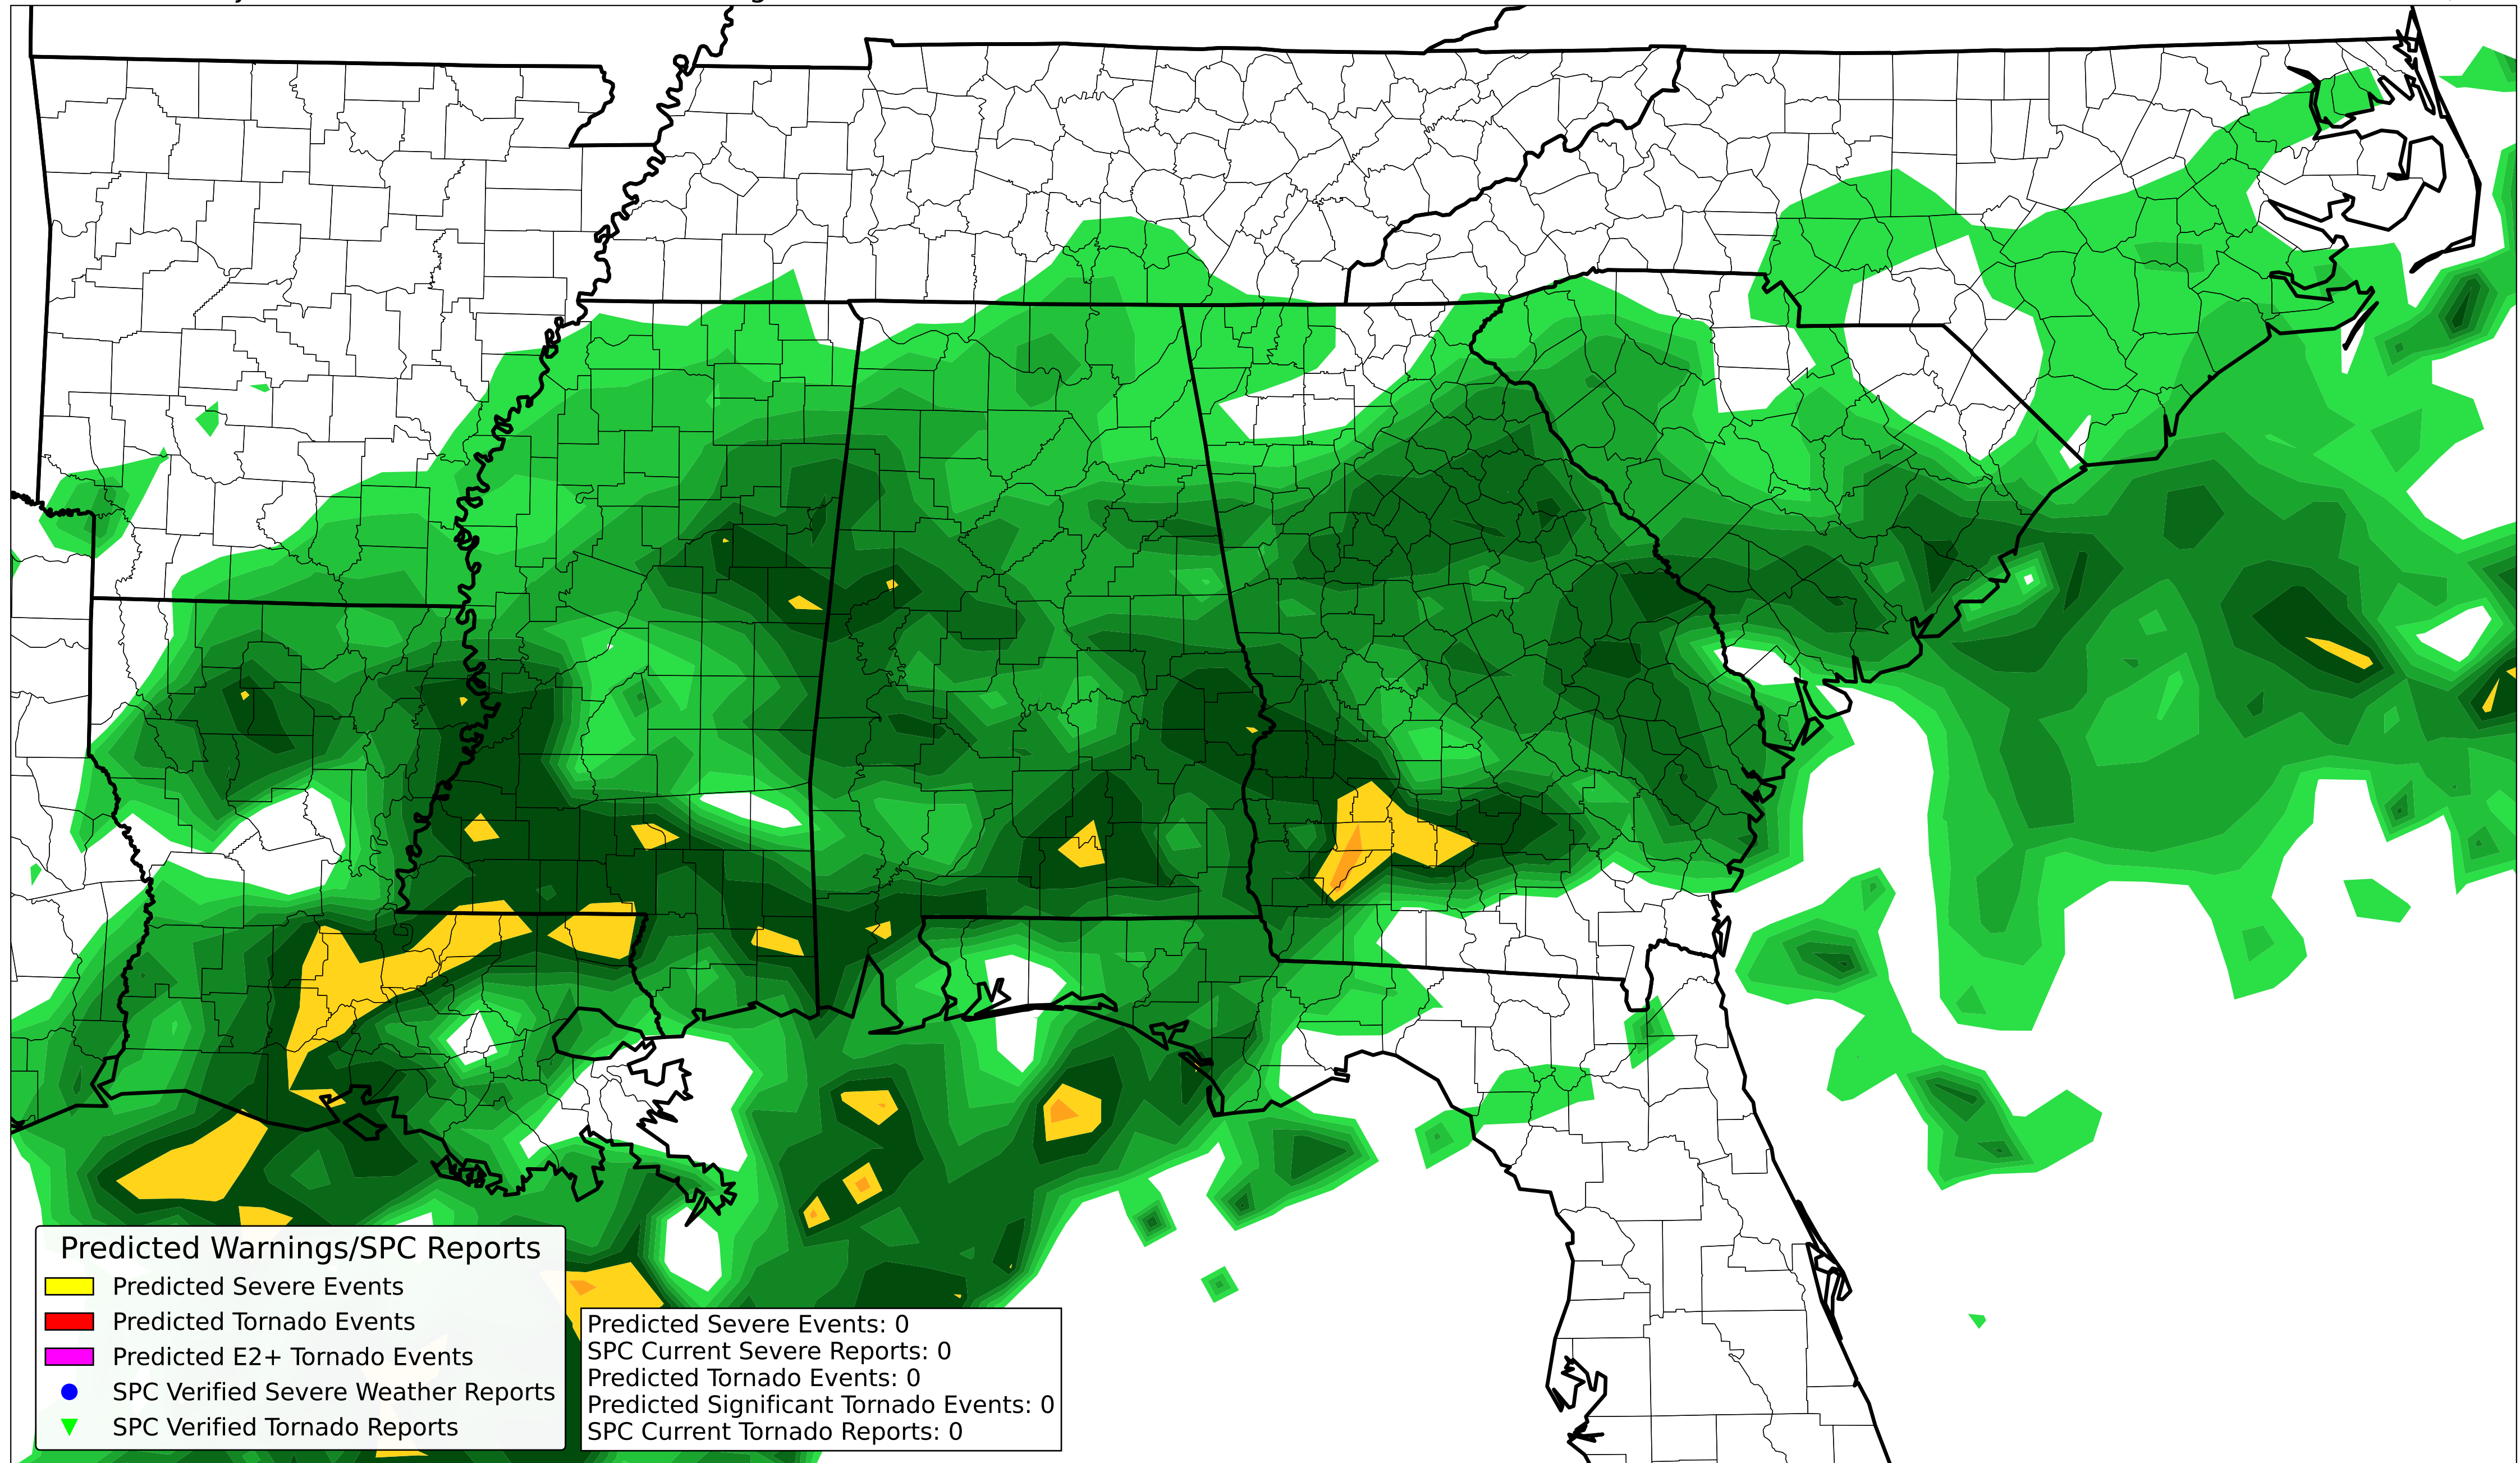 Predicted Warnings/SPC Reports
Predicted Severe Events
Predicted Tornado Events
Predicted E2+ Tornado Events
SPC Verified Severe Weather Reports
SPC Verified Tornado Reports
Predicted Severe Events: 0
SPC Current Severe Reports: 0
Predicted Tornado Events: 0
Predicted Significant Tornado Events: 0
SPC Current Tornado Reports: 0